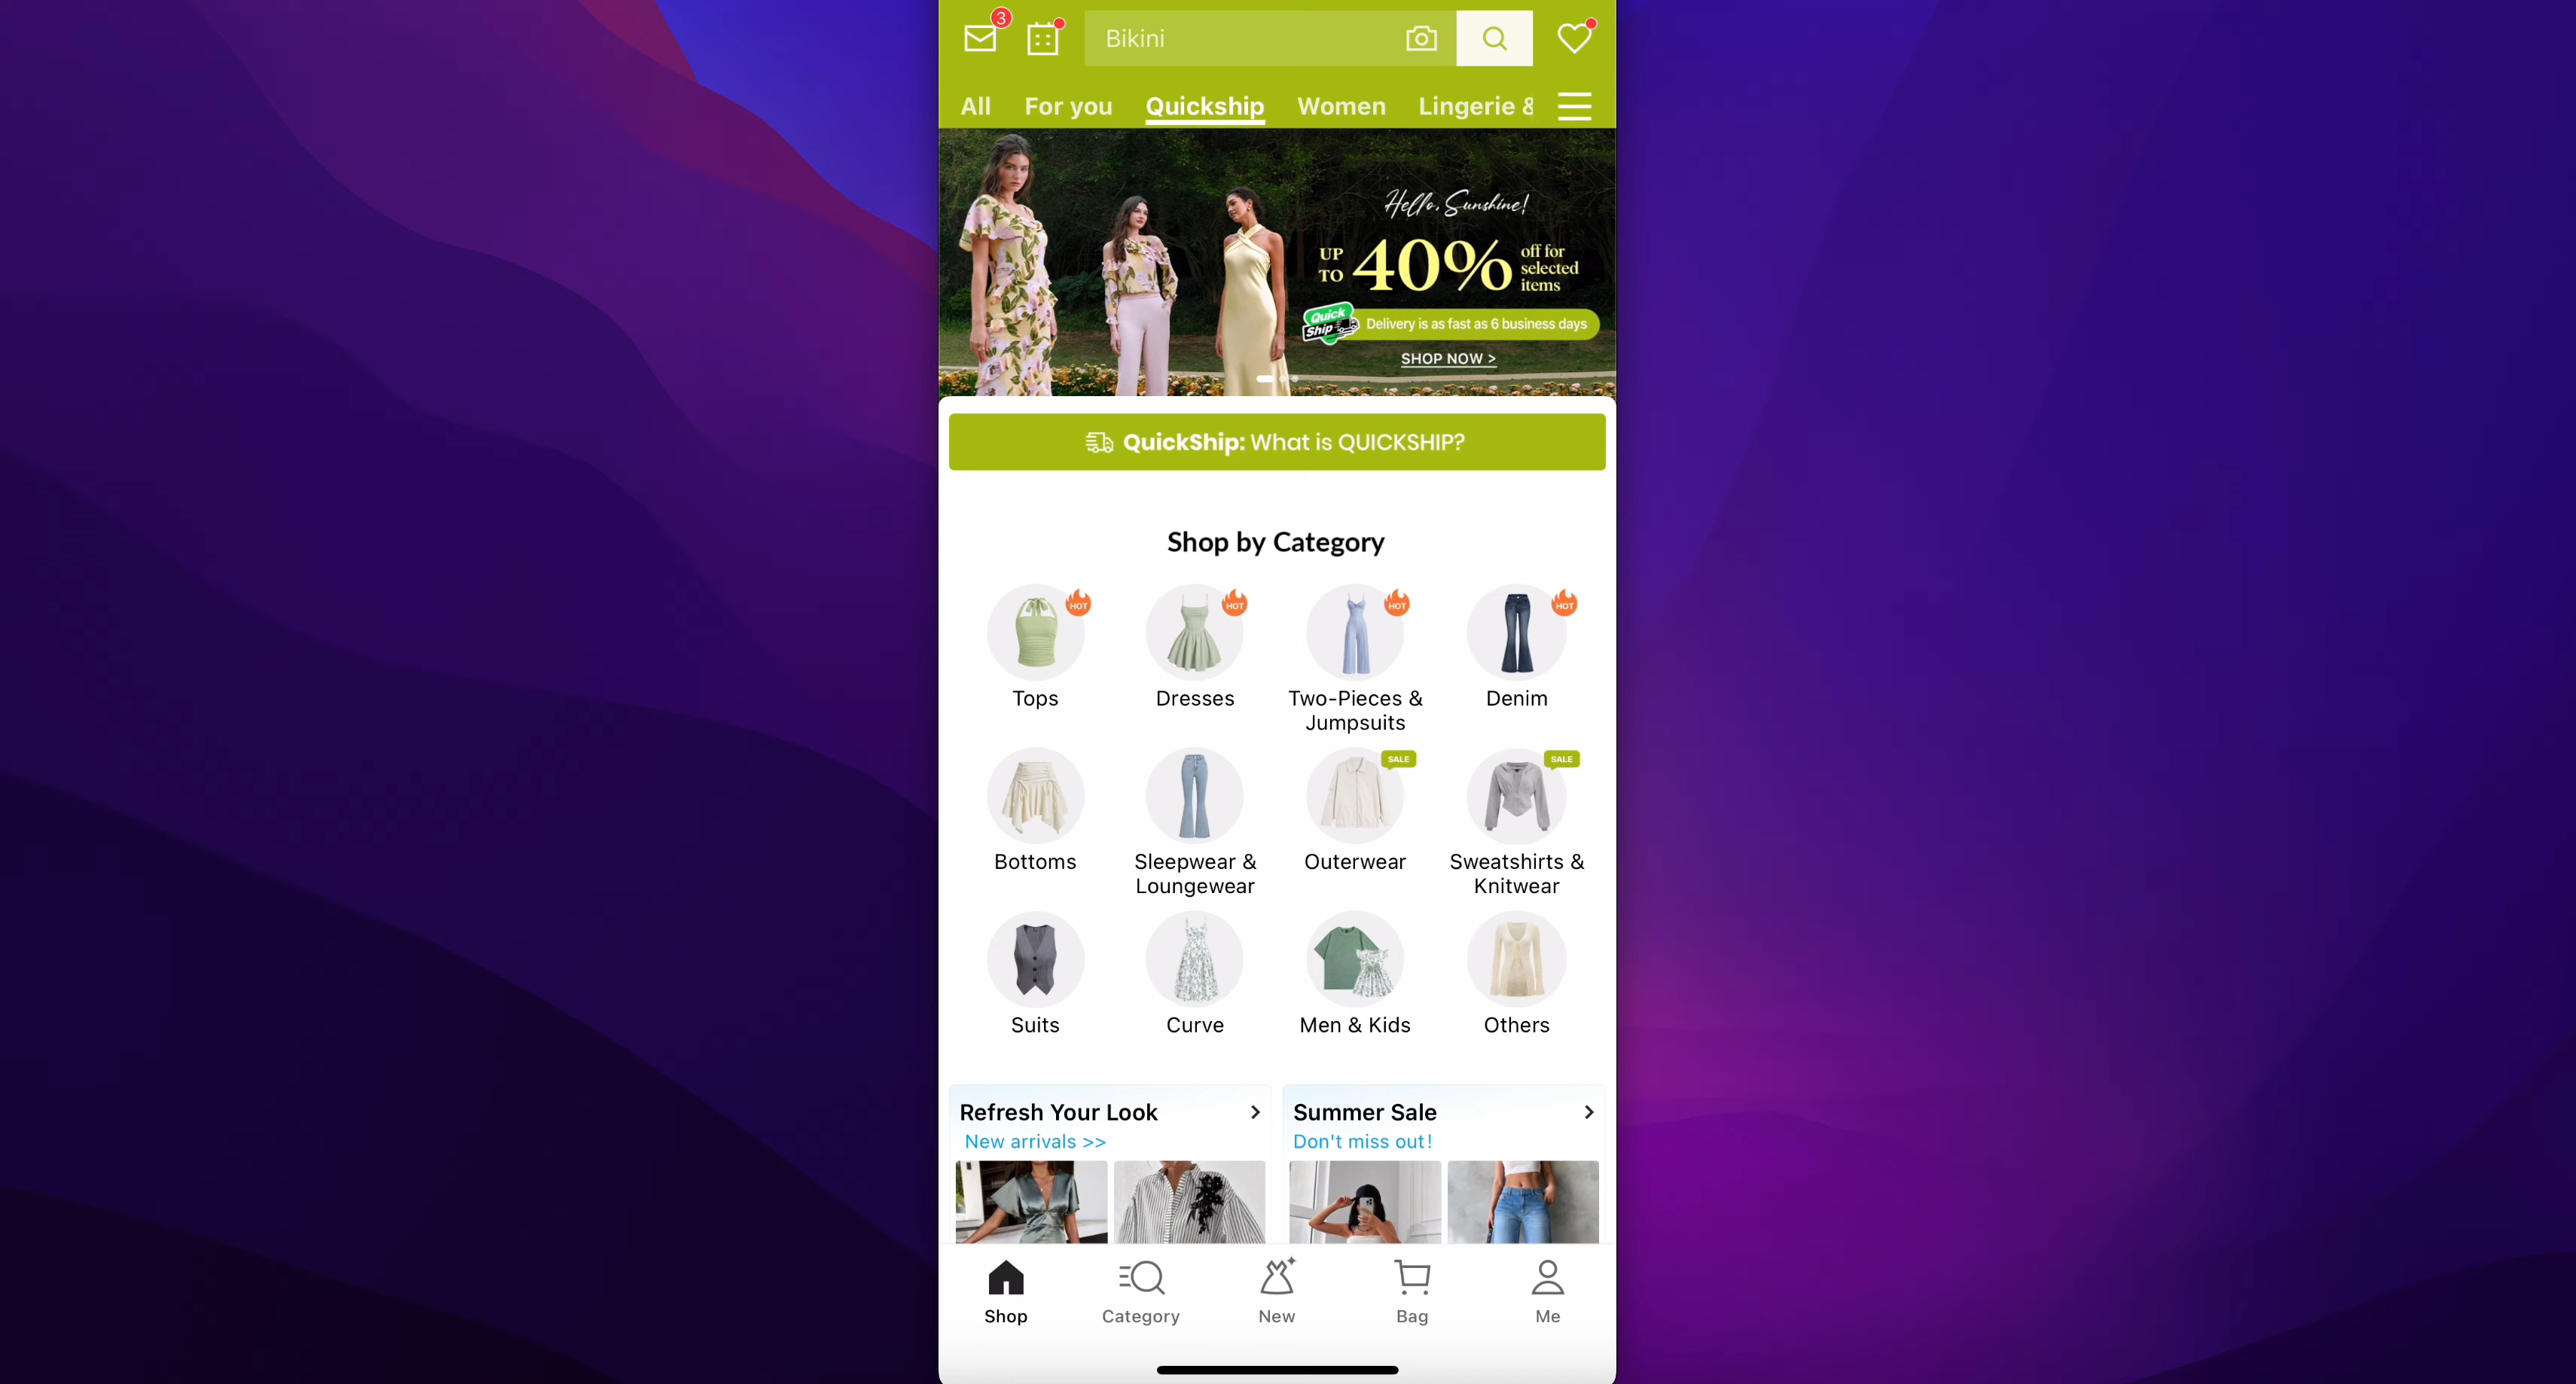 3
Bikini
All For you Quickship Women Lingerie &
Hello, Sunshine!
UP TO 40% off for selected items
Quick Ship Delivery is as fast as 6 business days
SHOP NOW >
QuickShip: What is QUICKSHIP?
Shop by Category
HOT HOT HOT HOT
Tops Dresses Two-Pieces & Jumpsuits Denim
SALE SALE
Bottoms Sleepwear & Loungewear Outerwear Sweatshirts & Knitwear
Suits Curve Men & Kids Others
Refresh Your Look > Summer Sale >
New arrivals >> Don't miss out!
Shop Category New Bag Me